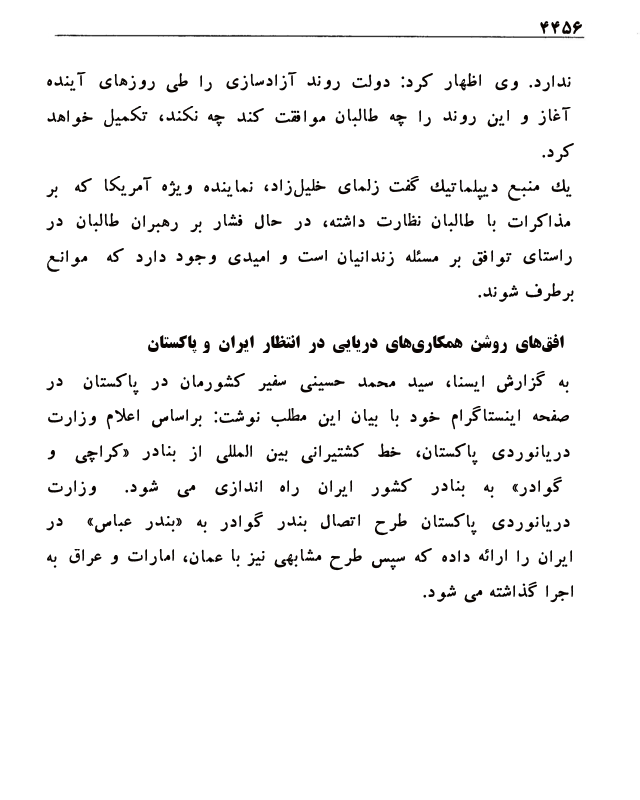 ۴۴۵۶
ندارد. وی اظهار کرد: دولت روند آزادسازی را طی روزهای آینده
آغاز و این روند را چه طالبان موافقت کند چه نکند، تکمیل خواهد
کرد.
یك منبع دیپلماتیك گفت زلمای خلیل‌زاد، نماینده ویژه آمریکا که بر
مذاکرات با طالبان نظارت داشته، در حال فشار بر رهبران طالبان در
راستای توافق بر مسئله زندانیان است و امیدی وجود دارد که موانع
برطرف شوند.
افق‌های روشن همکاری‌های دریایی در انتظار ایران و پاکستان
به گزارش ایسنا، سید محمد حسینی سفیر کشورمان در پاکستان در
صفحه اینستاگرام خود با بیان این مطلب نوشت: براساس اعلام وزارت
دریانوردی پاکستان، خط کشتیرانی بین المللی از بنادر «کراچی و
گوادر» به بنادر کشور ایران راه اندازی می شود. وزارت
دریانوردی پاکستان طرح اتصال بندر گوادر به «بندر عباس» در
ایران را ارائه داده که سپس طرح مشابهی نیز با عمان، امارات و عراق به
اجرا گذاشته می شود.